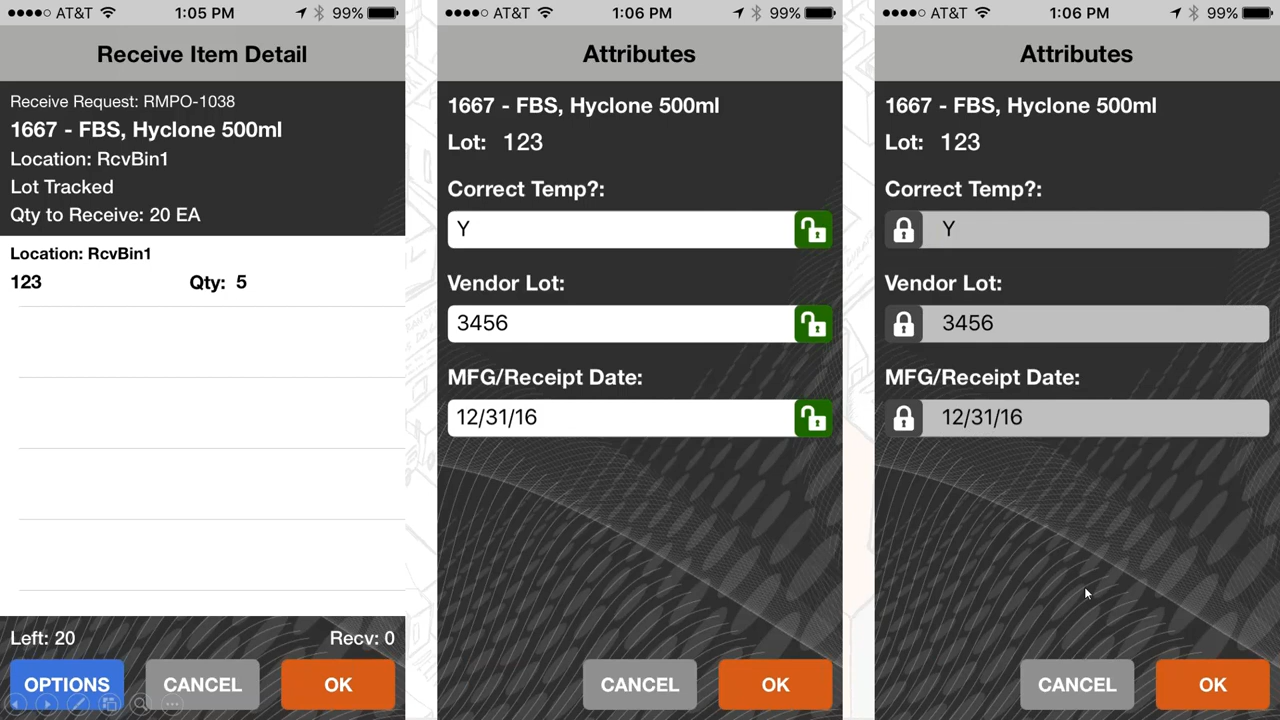 AT&T 1:05 PM 99%
Receive Item Detail
Receive Request: RMPO-1038
1667 - FBS, Hyclone 500ml
Location: RcvBin1
Lot Tracked
Qty to Receive: 20 EA
Location: RcvBin1
123 Qty: 5
Left: 20 Recv: 0
OPTIONS CANCEL OK
AT&T 1:06 PM 99%
Attributes
1667 - FBS, Hyclone 500ml
Lot: 123
Correct Temp?:
Y
Vendor Lot:
3456
MFG/Receipt Date:
12/31/16
CANCEL OK
AT&T 1:06 PM 99%
Attributes
1667 - FBS, Hyclone 500ml
Lot: 123
Correct Temp?:
Y
Vendor Lot:
3456
MFG/Receipt Date:
12/31/16
CANCEL OK